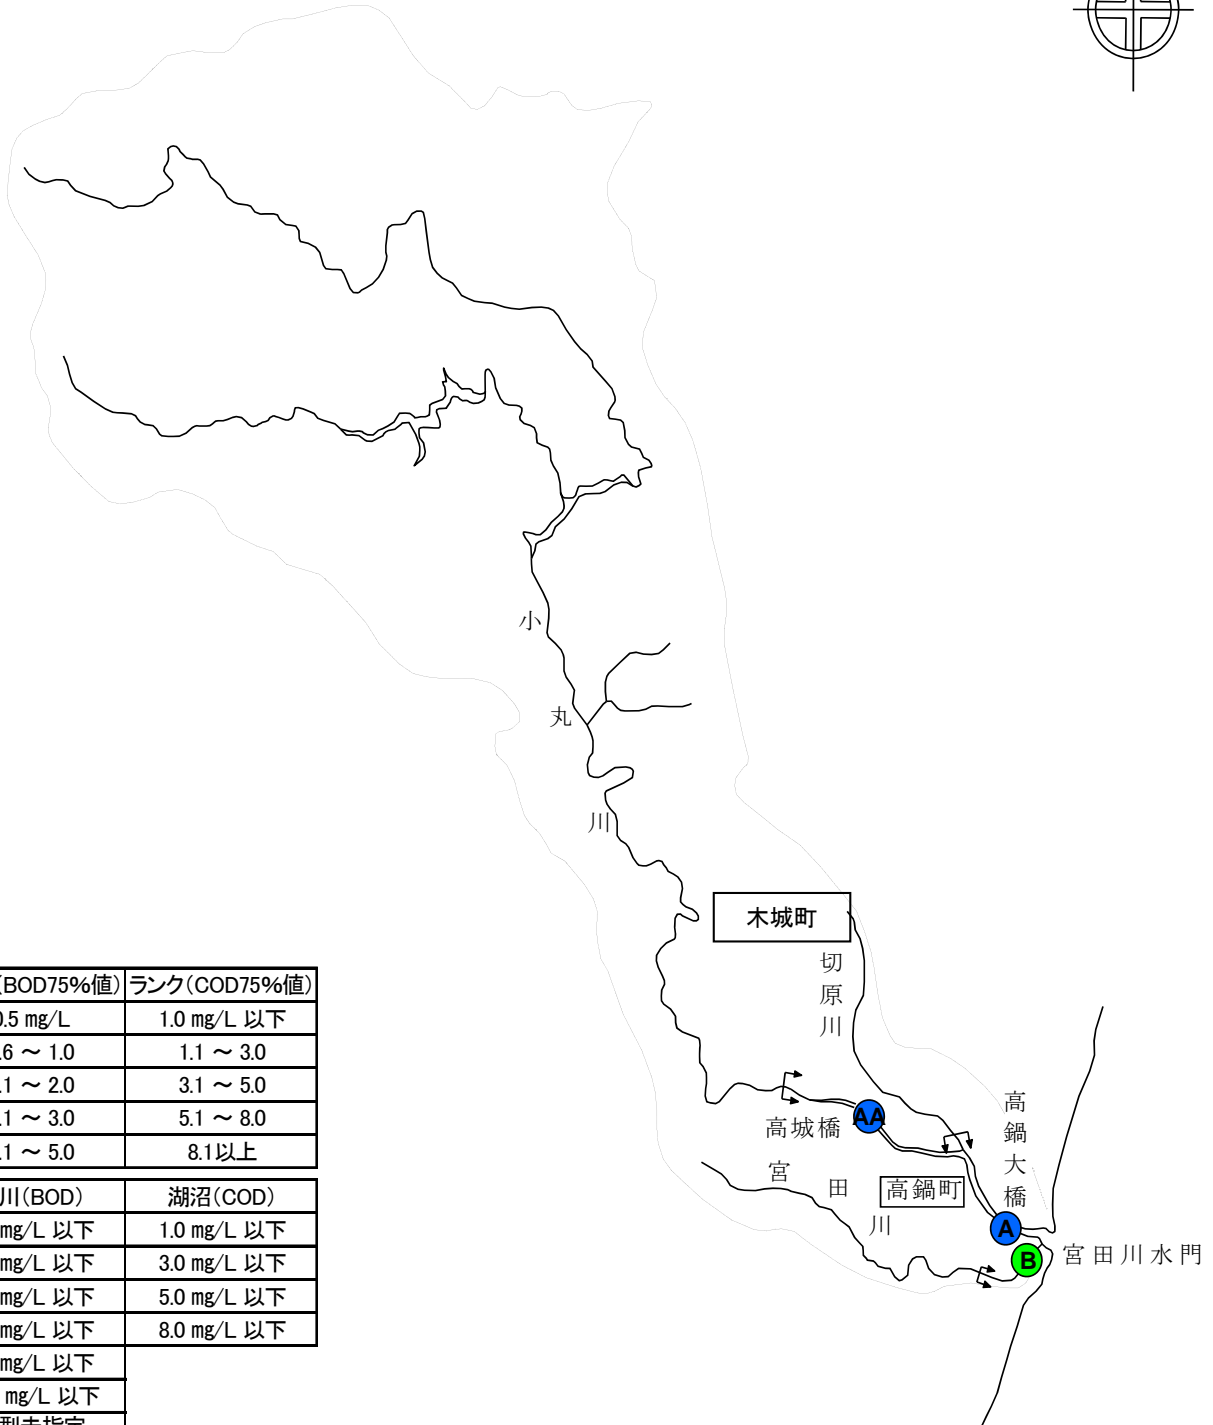 小
丸
川
木城町
切
原
川
高城橋
AA
高
鍋
大
橋
宮
田
川
高鍋町
A
B
宮田川水門
(BOD75%値) ランク(COD75%値)
0.5 mg/L 1.0 mg/L 以下
.6 ～ 1.0 1.1 ～ 3.0
.1 ～ 2.0 3.1 ～ 5.0
.1 ～ 3.0 5.1 ～ 8.0
.1 ～ 5.0 8.1以上
川(BOD) 湖沼(COD)
mg/L 以下 1.0 mg/L 以下
mg/L 以下 3.0 mg/L 以下
mg/L 以下 5.0 mg/L 以下
mg/L 以下 8.0 mg/L 以下
mg/L 以下
mg/L 以下
型未指定